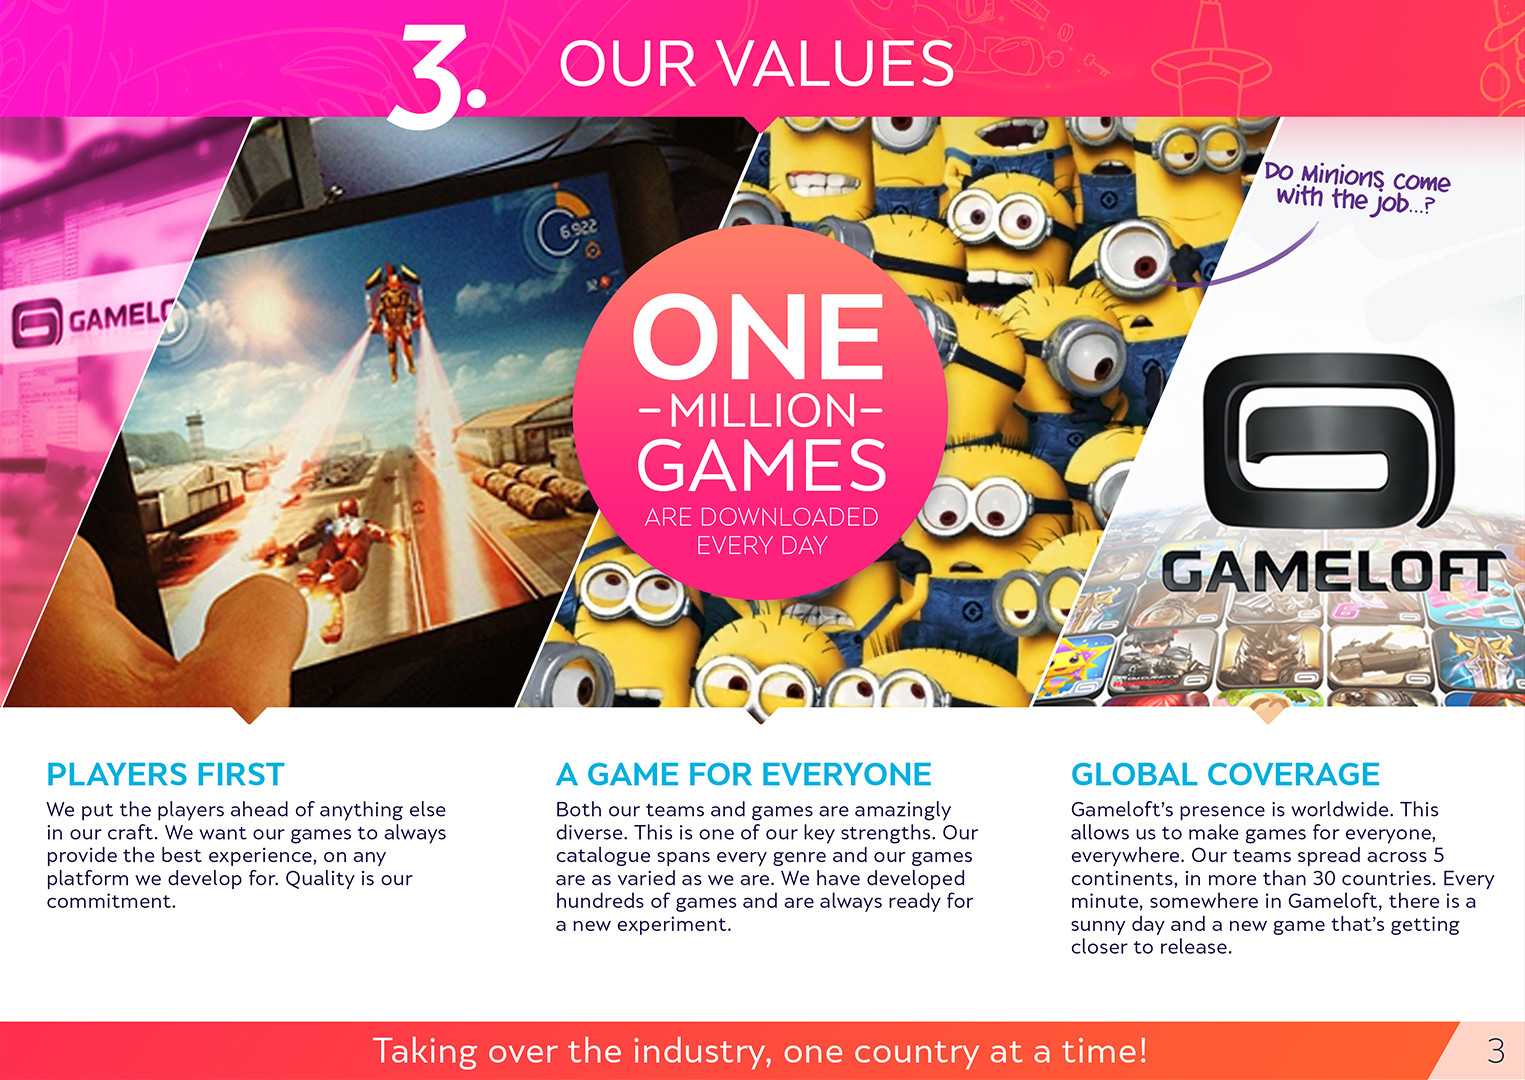 3. OUR VALUES
Do Minions come
with the job...?
GAMEL
6.922
ONE
-MILLION-
GAMES
ARE DOWNLOADED
EVERY DAY
GAMELOFT
PLAYERS FIRST
We put the players ahead of anything else
in our craft. We want our games to always
provide the best experience, on any
platform we develop for. Quality is our
commitment.
A GAME FOR EVERYONE
Both our teams and games are amazingly
diverse. This is one of our key strengths. Our
catalogue spans every genre and our games
are as varied as we are. We have developed
hundreds of games and are always ready for
a new experiment.
GLOBAL COVERAGE
Gameloft’s presence is worldwide. This
allows us to make games for everyone,
everywhere. Our teams spread across 5
continents, in more than 30 countries. Every
minute, somewhere in Gameloft, there is a
sunny day and a new game that’s getting
closer to release.
Taking over the industry, one country at a time!
3